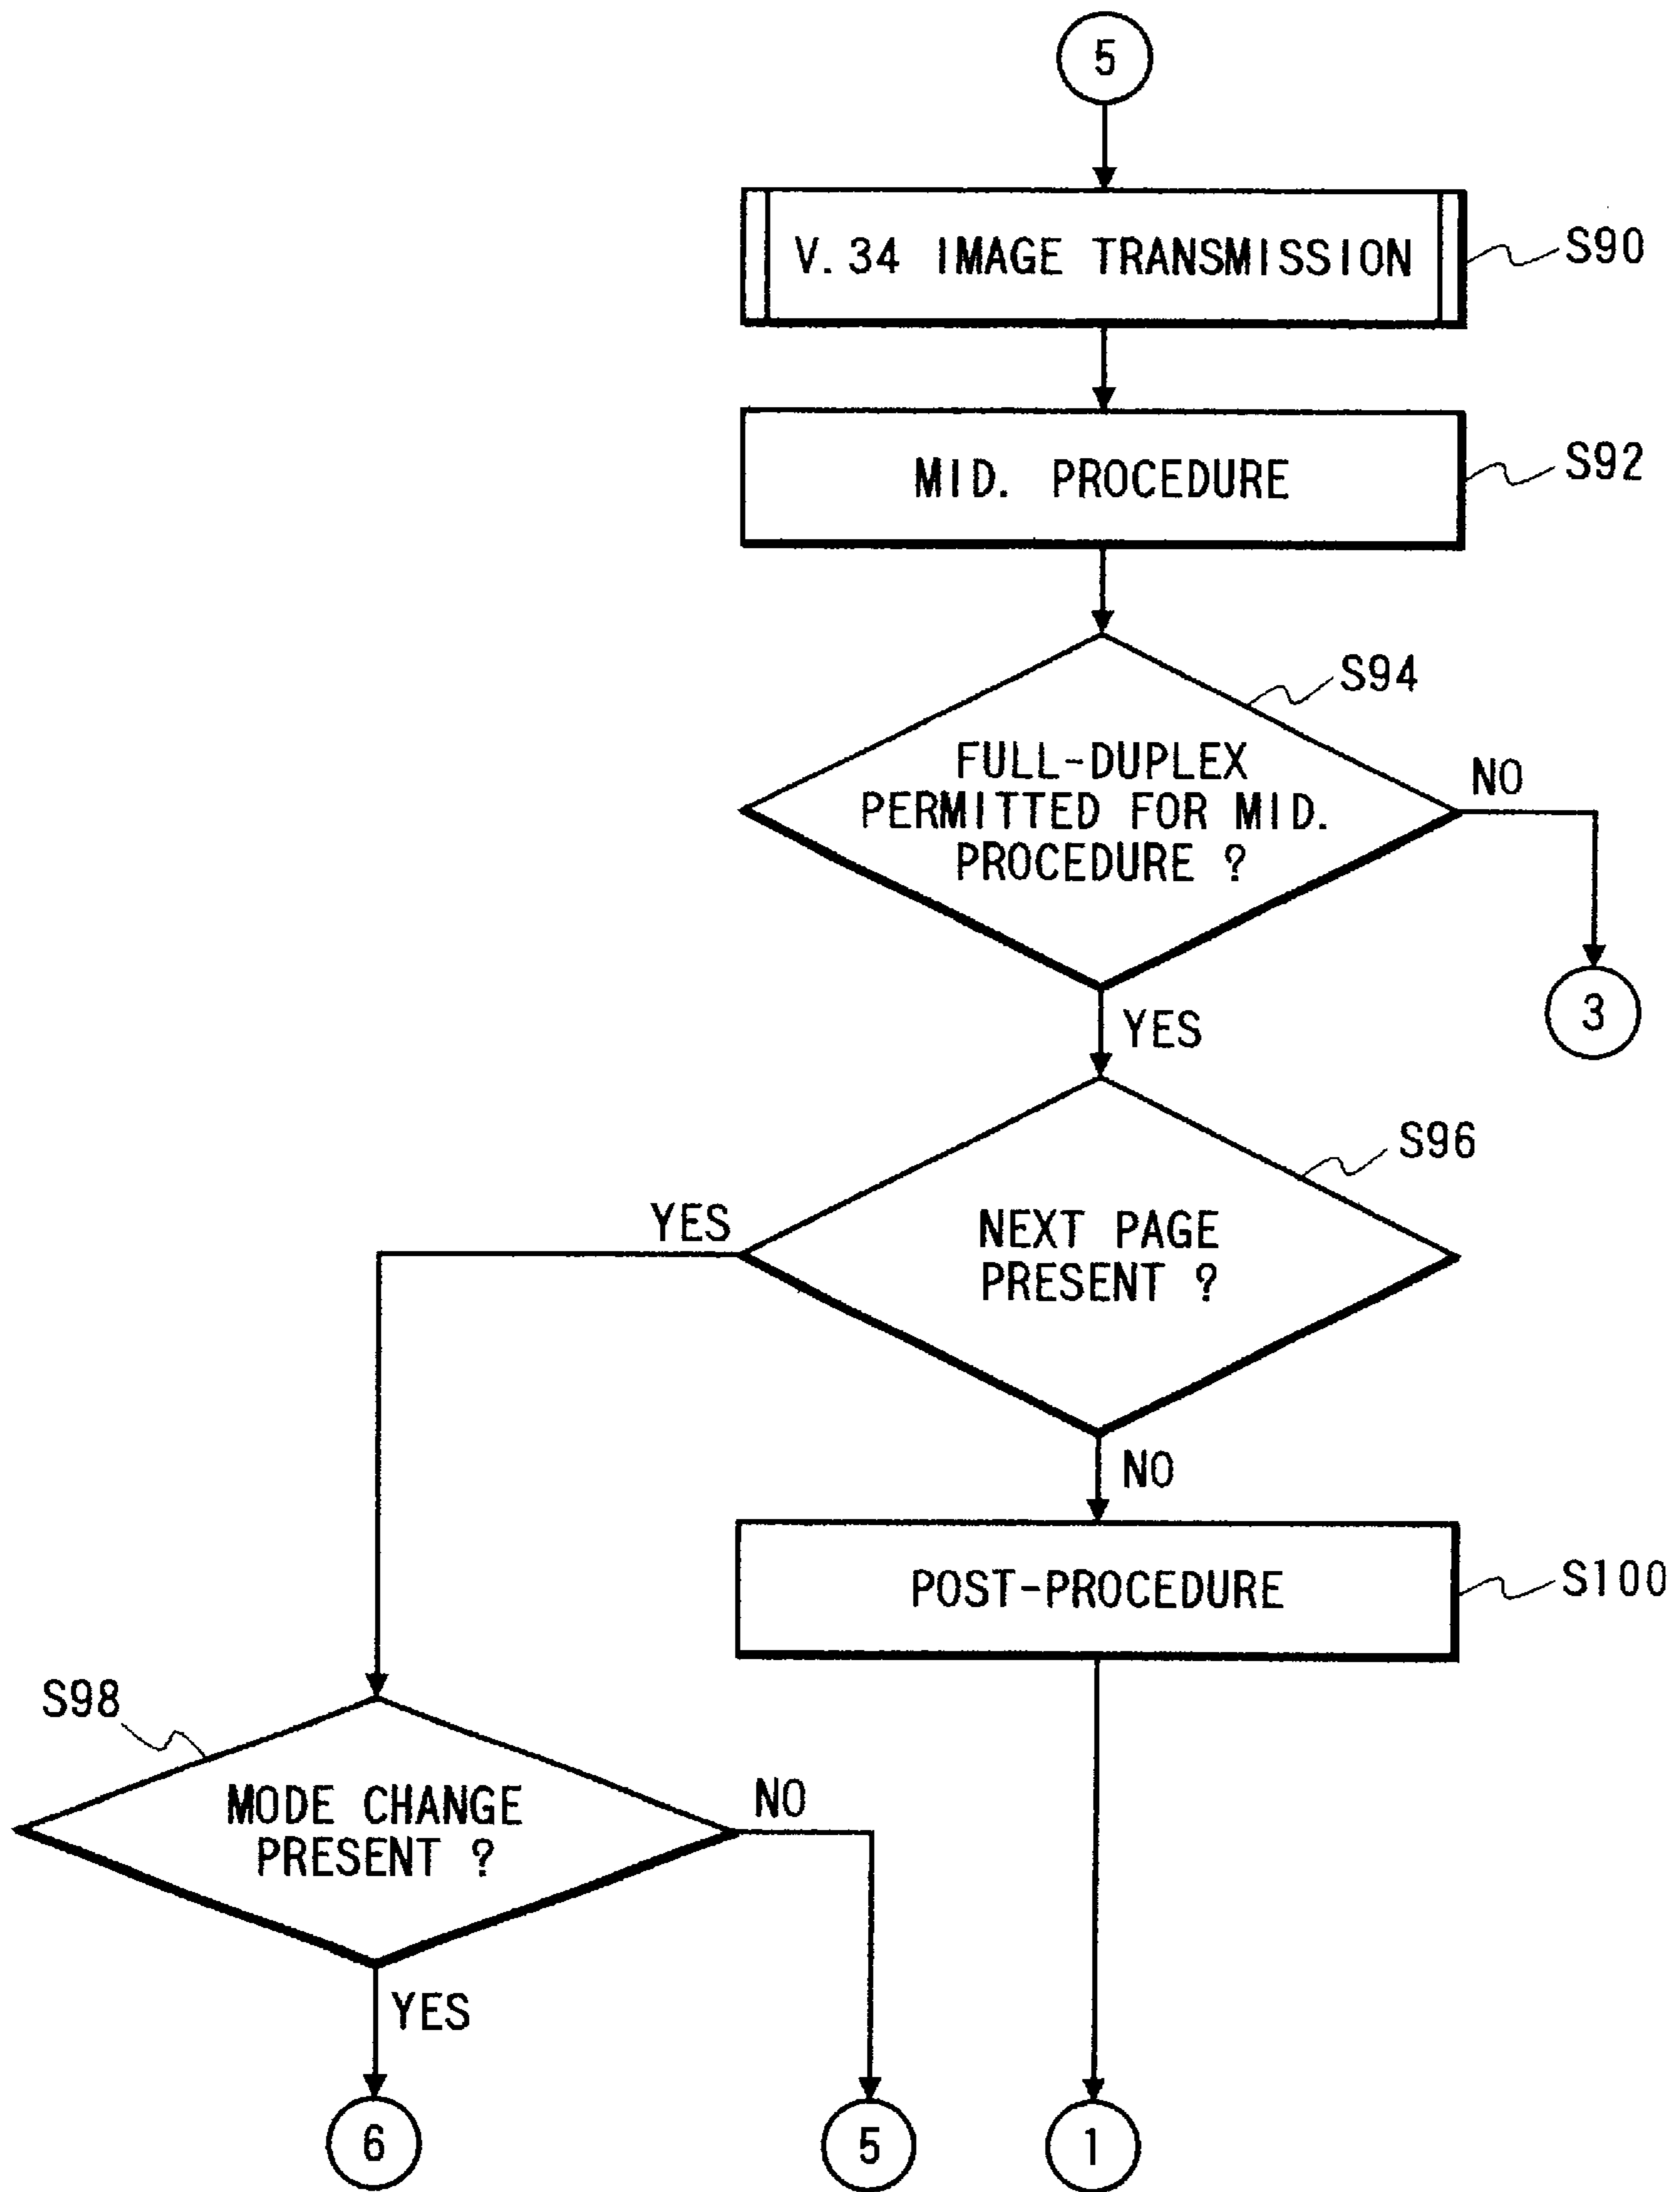 5
V.34 IMAGE TRANSMISSION
S90
MID. PROCEDURE
S92
S94
FULL-DUPLEX
PERMITTED FOR MID.
PROCEDURE ?
NO
3
YES
S96
YES
NEXT PAGE
PRESENT ?
NO
POST-PROCEDURE
S100
S98
MODE CHANGE
PRESENT ?
NO
YES
6
5
1